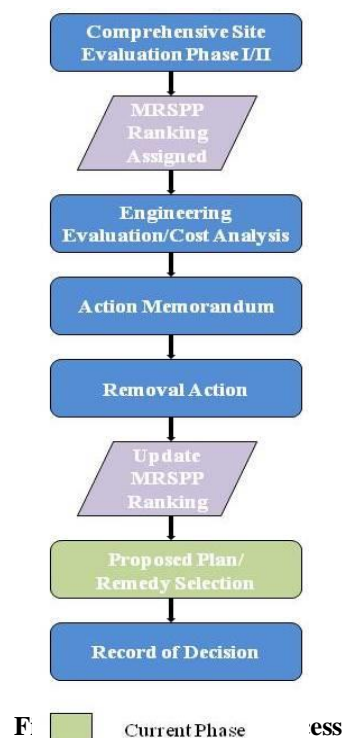 Comprehensive Site
Evaluation Phase I/II
MRSPP
Ranking
Assigned
Engineering
Evaluation/Cost Analysis
Action Memorandum
Removal Action
Update
MRSPP
Ranking
Proposed Plan/
Remedy Selection
Record of Decision
Current Phase